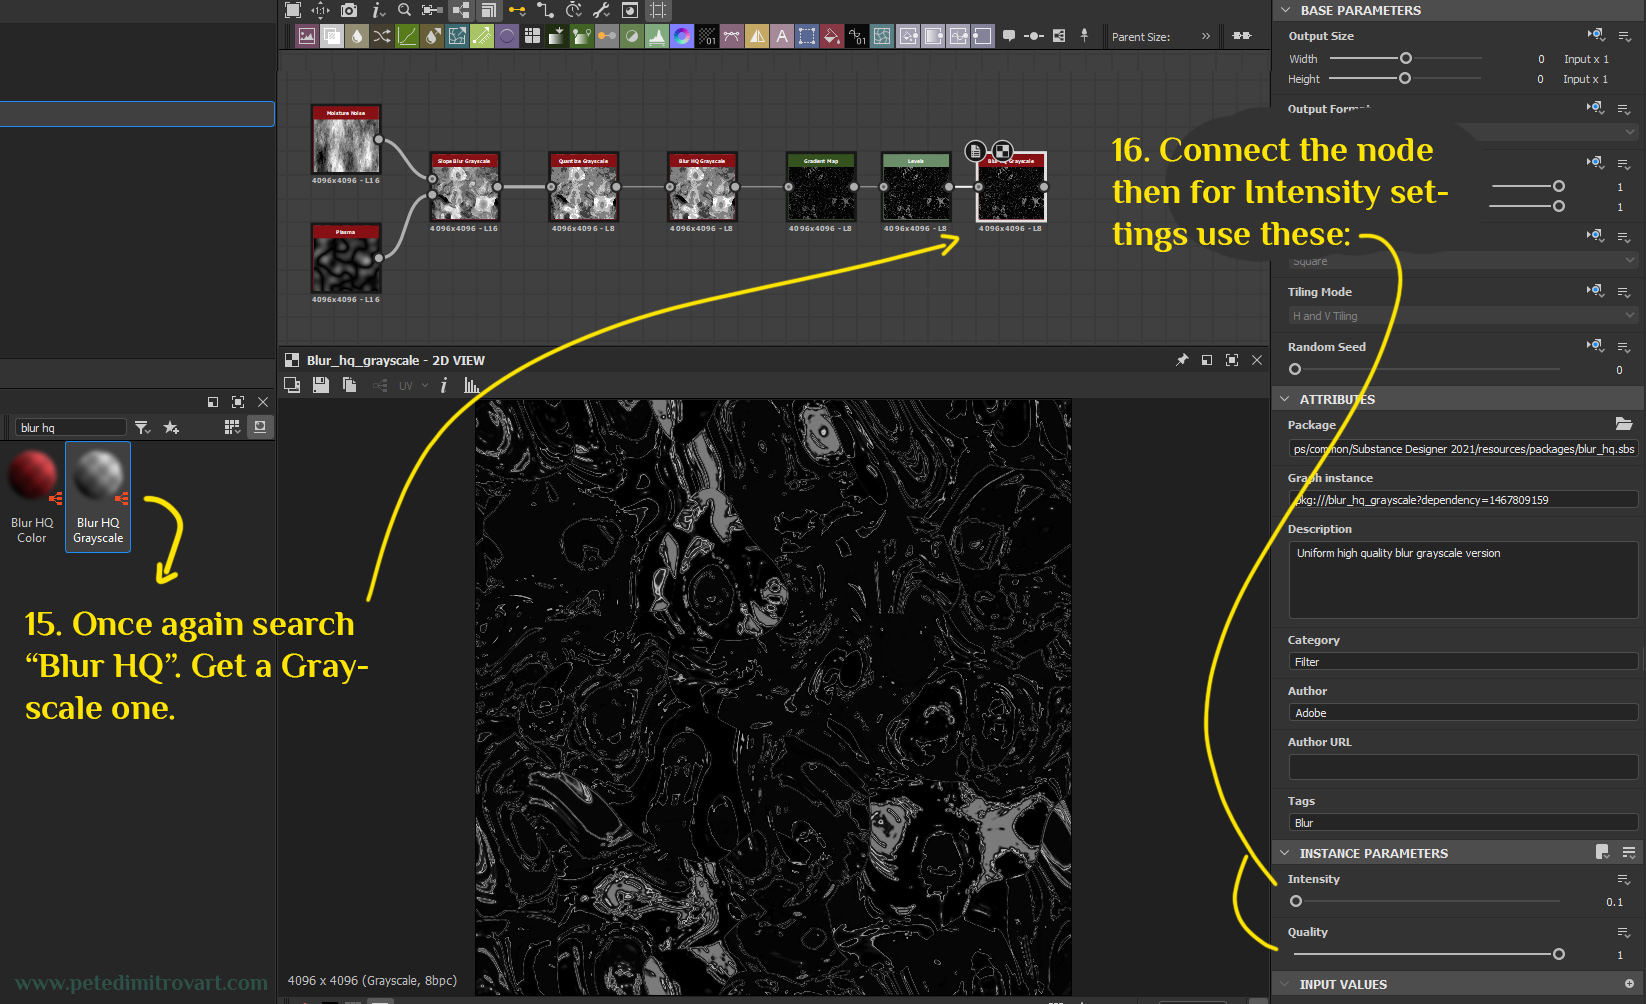 Parent Size:
»
BASE PARAMETERS
Output Size
Width 0 Input x 1
Height 0 Input x 1
Output Format
1
1
Square
Tiling Mode
H and V Tiling
Random Seed
0
Moisture Noise
4096x4096 - L16
Plasma
4096x4096 - L16
Slope Blur Grayscale
4096x4096 - L16
Quantize Grayscale
4096x4096 - L8
Blur HQ Grayscale
4096x4096 - L8
Gradient Map
4096x4096 - L8
Levels
4096x4096 - L8
Blur HQ Grayscale
4096x4096 - L8
16. Connect the node
then for Intensity set-
tings use these:
Blur_hq_grayscale - 2D VIEW
UV
4096 x 4096 (Grayscale, 8bpc)
blur hq
Blur HQ
Color
Blur HQ
Grayscale
15. Once again search
“Blur HQ”. Get a Gray-
scale one.
www.petedimitrovart.com
ATTRIBUTES
Package
ps/common/Substance Designer 2021/resources/packages/blur_hq.sbs
Graph instance
pkg:///blur_hq_grayscale?dependency=1467809159
Description
Uniform high quality blur grayscale version
Category
Filter
Author
Adobe
Author URL
Tags
Blur
INSTANCE PARAMETERS
Intensity
0.1
Quality
1
INPUT VALUES